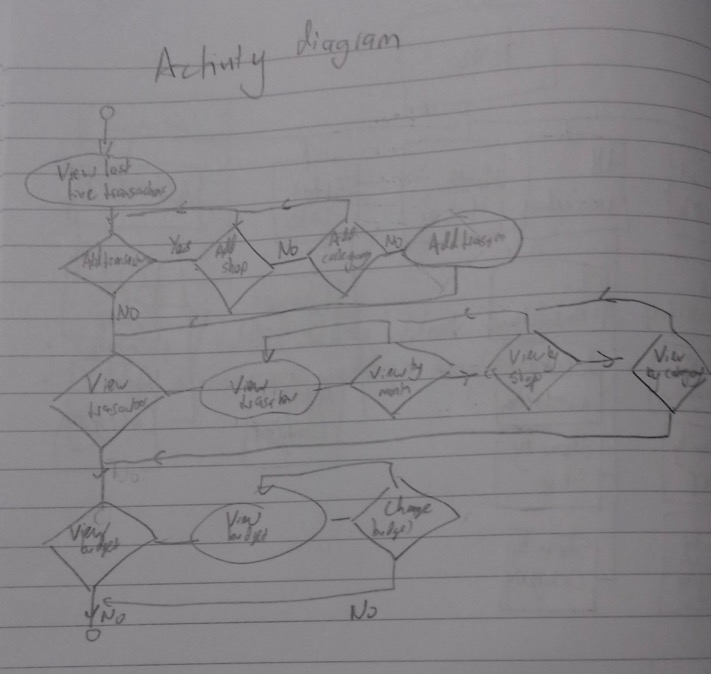 Activity diagram
View last
five transactions
Add transaction
Yes
Add
shop
No
Add
category
No
Add transaction
No
View
transaction
View
transaction
View by
month
View by
shop
View
by category
No
View
budget
View
budget
Change
budget
No
No